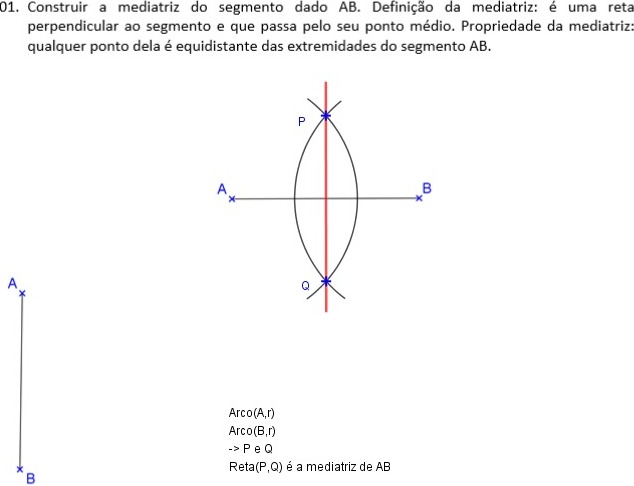 01. Construir a mediatriz do segmento dado AB. Definição da mediatriz: é uma reta
perpendicular ao segmento e que passa pelo seu ponto médio. Propriedade da mediatriz:
qualquer ponto dela é equidistante das extremidades do segmento AB.
P
A
B
Q
A
B
Arco(A,r)
Arco(B,r)
-> P e Q
Reta(P,Q) é a mediatriz de AB